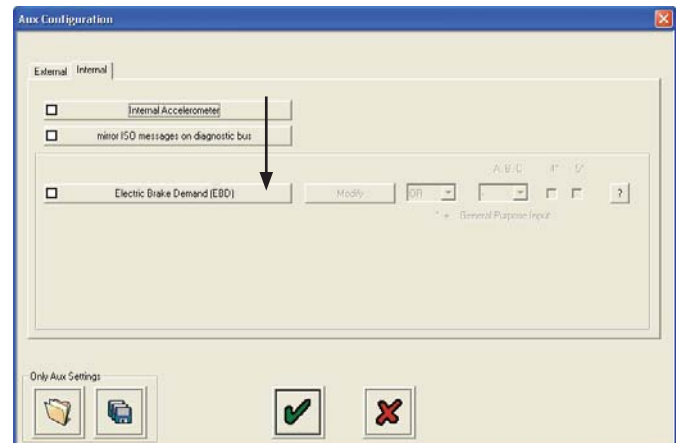 Aux Configuration
External Internal
Internal Accelerometer
mirror ISO messages on diagnostic bus
A, B, C 4* 5*
Electric Brake Demand (EBD) Modify Off - ?
* = General Purpose Input
Only Aux Settings